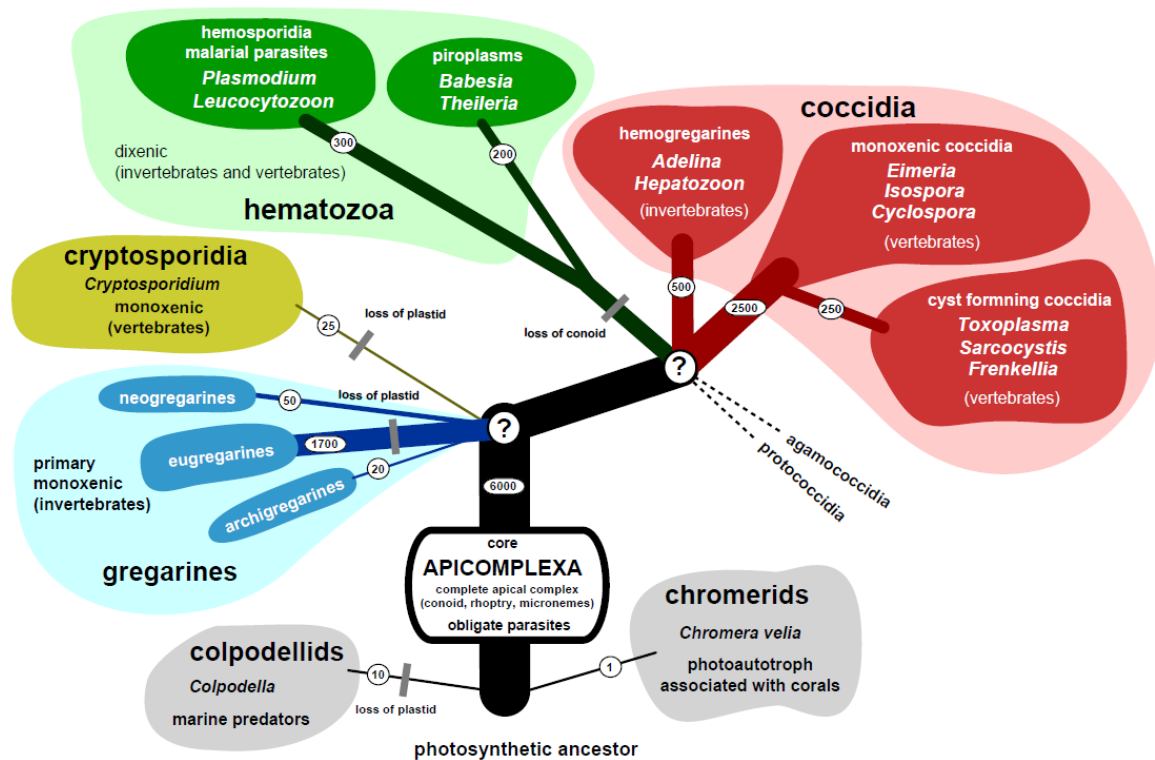 hemosporidia
malarial parasites
Plasmodium
Leucocytozoon
piroplasms
Babesia
Theileria
300
200
dixenic
(invertebrates and vertebrates)
hematozoa
coccidia
hemogregarines
Adelina
Hepatozoon
(invertebrates)
monoxenic coccidia
Eimeria
Isospora
Cyclospora
(vertebrates)
500
2500
250
cyst formning coccidia
Toxoplasma
Sarcocystis
Frenkellia
(vertebrates)
cryptosporidia
Cryptosporidium
monoxenic
(vertebrates)
25
loss of plastid
loss of conoid
?
agamococcidia
protococcidia
neogregarines
50
loss of plastid
?
eugregarines
1700
primary
monoxenic
(invertebrates)
archigregarines
20
gregarines
6000
core
APICOMPLEXA
complete apical complex
(conoid, rhoptry, micronemes)
obligate parasites
colpodellids
Colpodella
marine predators
10
loss of plastid
1
chromerids
Chromera velia
photoautotroph
associated with corals
photosynthetic ancestor